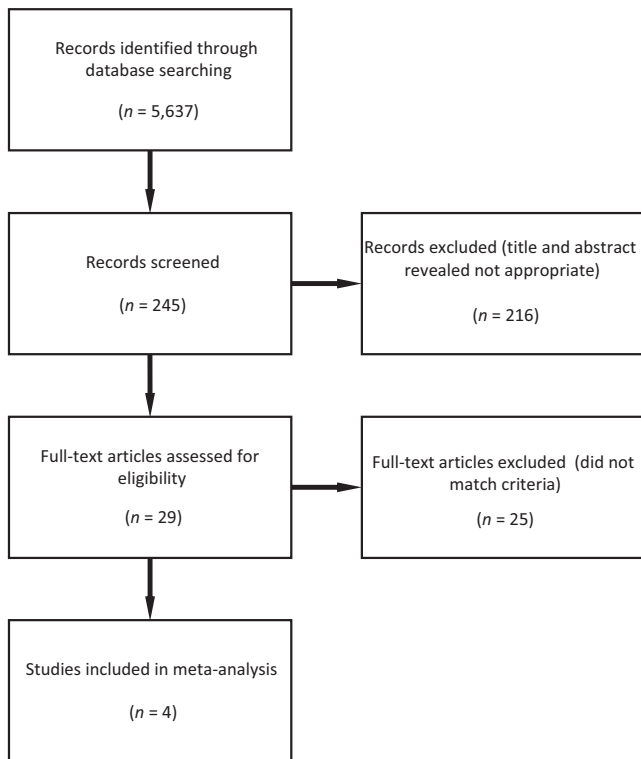 Records identified through
database searching
(n = 5,637)
Records screened
(n = 245)
Records excluded (title and abstract
revealed not appropriate)
(n = 216)
Full-text articles assessed for
eligibility
(n = 29)
Full-text articles excluded (did not
match criteria)
(n = 25)
Studies included in meta-analysis
(n = 4)